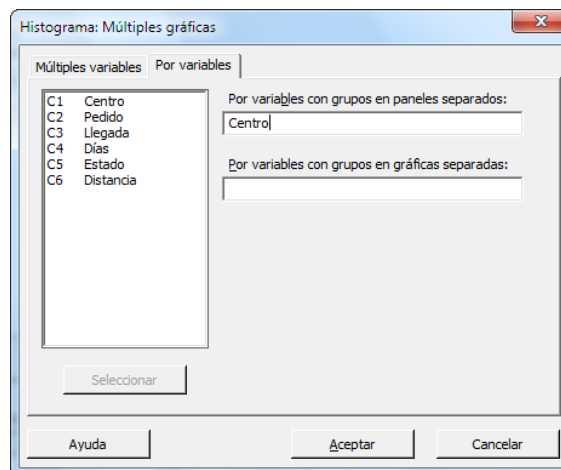 Histograma: Múltiples gráficas
Múltiples variables Por variables
C1 Centro
C2 Pedido
C3 Llegada
C4 Días
C5 Estado
C6 Distancia
Por variables con grupos en paneles separados:
Centro
Por variables con grupos en gráficas separadas:
Seleccionar
Ayuda Aceptar Cancelar